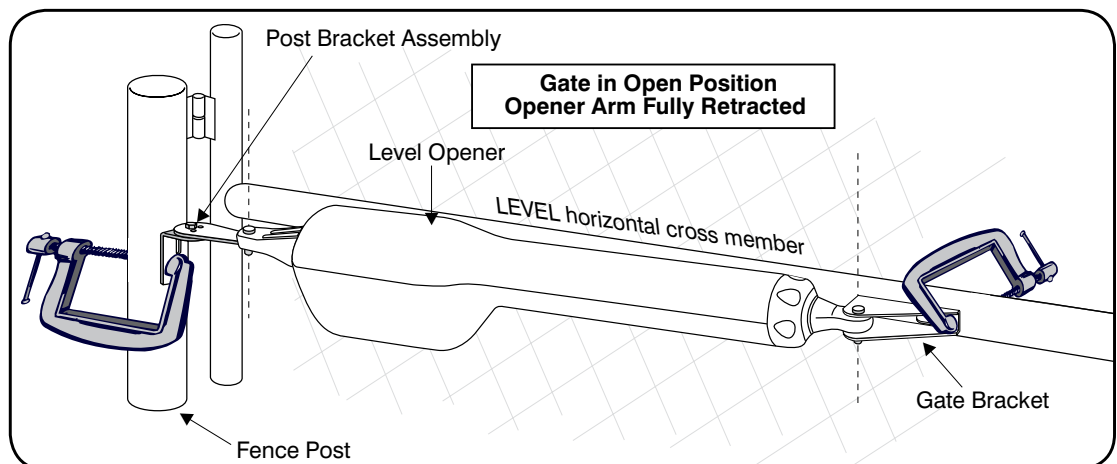 Post Bracket Assembly
Gate in Open Position
Opener Arm Fully Retracted
Level Opener
LEVEL horizontal cross member
Gate Bracket
Fence Post